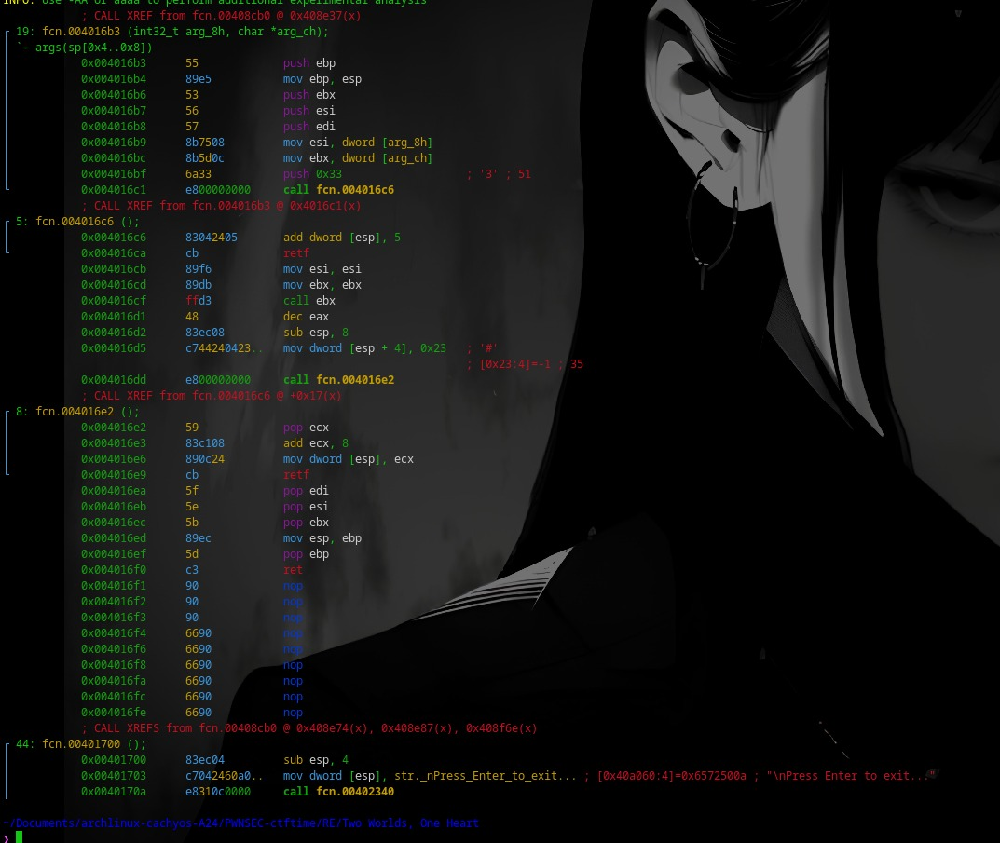 INFO: Use -AA or aaaa to perform additional experimental analysis
; CALL XREF from fcn.00408cb0 @ 0x408e37(x)
19: fcn.004016b3 (int32_t arg_8h, char *arg_ch);
`- args(sp[0x4..0x8])
0x004016b3 55 push ebp
0x004016b4 89e5 mov ebp, esp
0x004016b6 53 push ebx
0x004016b7 56 push esi
0x004016b8 57 push edi
0x004016b9 8b7508 mov esi, dword [arg_8h]
0x004016bc 8b5d0c mov ebx, dword [arg_ch]
0x004016bf 6a33 push 0x33 ; '3' ; 51
0x004016c1 e800000000 call fcn.004016c6
; CALL XREF from fcn.004016b3 @ 0x4016c1(x)
5: fcn.004016c6 ();
0x004016c6 83042405 add dword [esp], 5
0x004016ca cb retf
0x004016cb 89f6 mov esi, esi
0x004016cd 89db mov ebx, ebx
0x004016cf ffd3 call ebx
0x004016d1 48 dec eax
0x004016d2 83ec08 sub esp, 8
0x004016d5 c744240423.. mov dword [esp + 4], 0x23 ; '#'
; [0x23:4]=-1 ; 35
0x004016dd e800000000 call fcn.004016e2
; CALL XREF from fcn.004016c6 @ +0x17(x)
8: fcn.004016e2 ();
0x004016e2 59 pop ecx
0x004016e3 83c108 add ecx, 8
0x004016e6 890c24 mov dword [esp], ecx
0x004016e9 cb retf
0x004016ea 5f pop edi
0x004016eb 5e pop esi
0x004016ec 5b pop ebx
0x004016ed 89ec mov esp, ebp
0x004016ef 5d pop ebp
0x004016f0 c3 ret
0x004016f1 90 nop
0x004016f2 90 nop
0x004016f3 90 nop
0x004016f4 6690 nop
0x004016f6 6690 nop
0x004016f8 6690 nop
0x004016fa 6690 nop
0x004016fc 6690 nop
0x004016fe 6690 nop
; CALL XREFS from fcn.00408cb0 @ 0x408e74(x), 0x408e87(x), 0x408f6e(x)
44: fcn.00401700 ();
0x00401700 83ec04 sub esp, 4
0x00401703 c7042460a0.. mov dword [esp], str._nPress_Enter_to_exit... ; [0x40a060:4]=0x6572500a ; "\nPress Enter to exit..."
0x0040170a e8310c0000 call fcn.00402340
~/Documents/archlinux-cachyos-A24/PWNSEC-ctftime/RE/Two Worlds, One Heart
❯